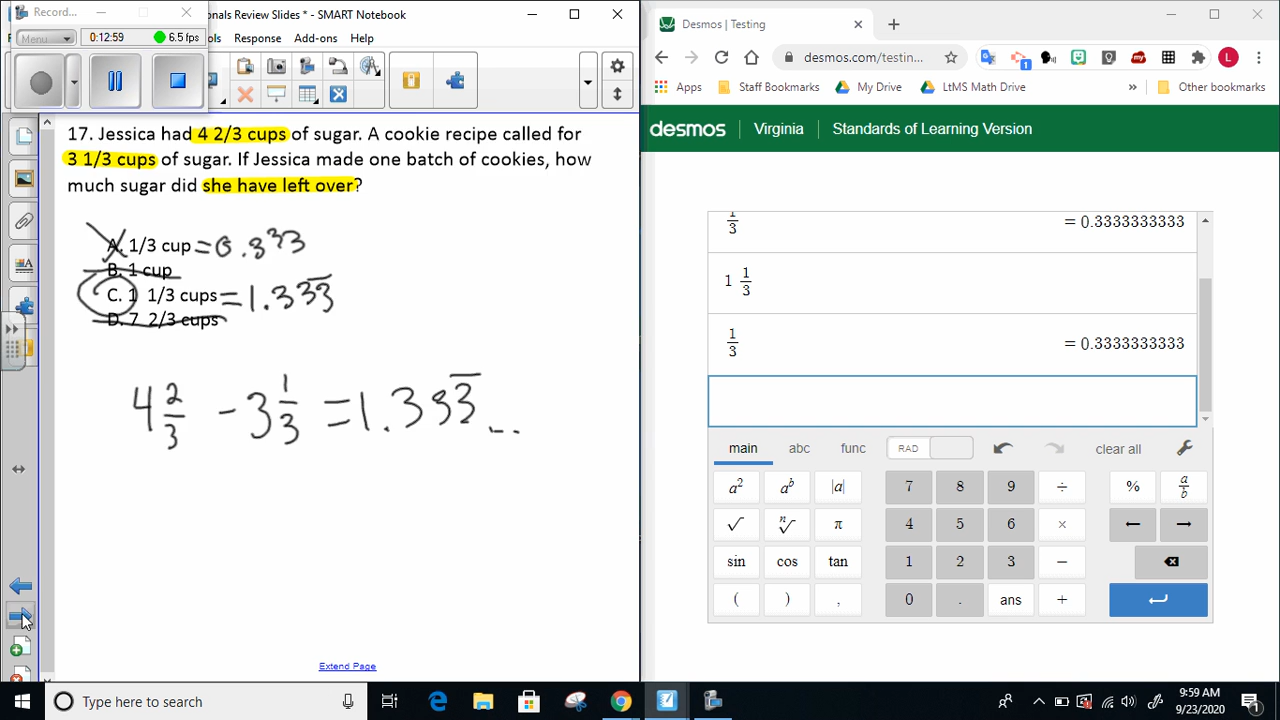 Record...
ionals Review Slides * - SMART Notebook
Menu
0:12:59
6.5 fps
ols Response Add-ons Help
17. Jessica had 4 2/3 cups of sugar. A cookie recipe called for
3 1/3 cups of sugar. If Jessica made one batch of cookies, how
much sugar did she have left over?
A. 1/3 cup = 0.333
B. 1 cup
C. 1 1/3 cups = 1.333
D. 7 2/3 cups
4 2/3 - 3 1/3 = 1.333...
Extend Page
Desmos | Testing
desmos.com/testin...
L
Apps Staff Bookmarks My Drive LtMS Math Testing » Other bookmarks
desmos Virginia Standards of Learning Version
1/3 = 0.3333333333
1 1/3
1/3 = 0.3333333333
main abc func RAD clear all
a² aᵇ |a| 7 8 9 ÷ % a/b
√ ⁿ√ π 4 5 6 × ← →
sin cos tan 1 2 3 −
( ) , 0 . ans +
Type here to search
9:59 AM
9/23/2020
1